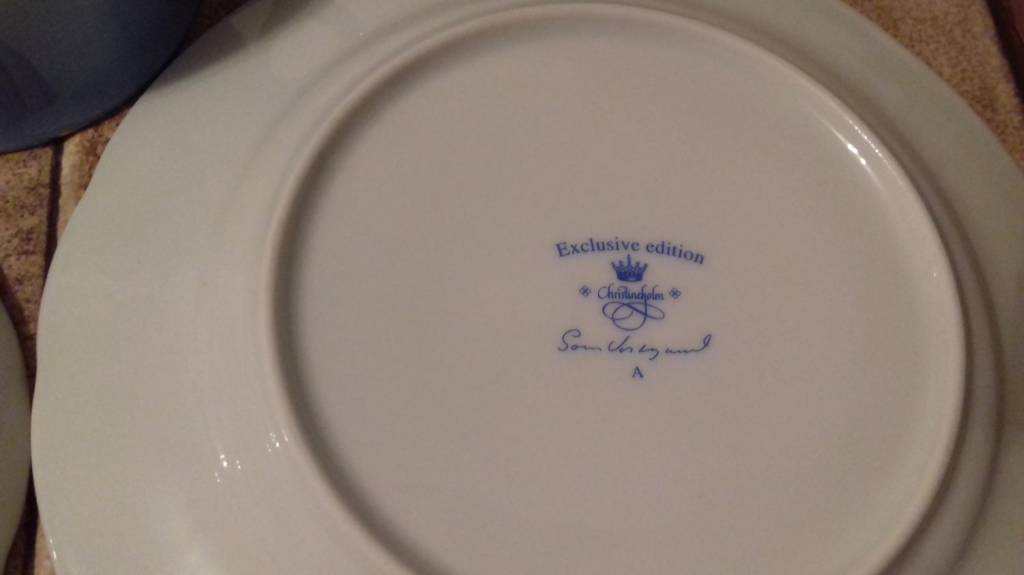 Exclusive edition
Christineholm
A